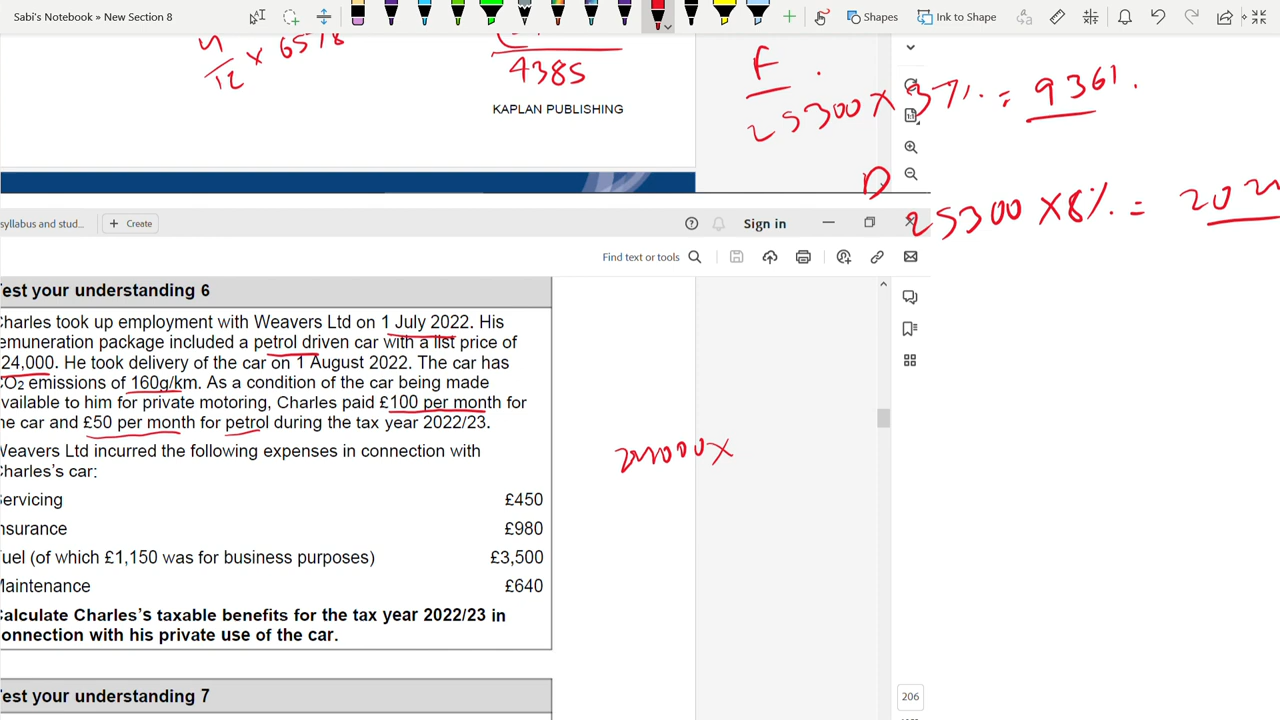 Sabi's Notebook » New Section 8
Shapes
Ink to Shape
12 × 6578
4385
KAPLAN PUBLISHING
F
25300 × 37% = 9361.
D
25300 × 8% = 202
syllabus and stud...
Create
Sign in
Find text or tools
Test your understanding 6
Charles took up employment with Weavers Ltd on 1 July 2022. His
emuneration package included a petrol driven car with a list price of
24,000. He took delivery of the car on 1 August 2022. The car has
CO2 emissions of 160g/km. As a condition of the car being made
vailable to him for private motoring, Charles paid £100 per month for
he car and £50 per month for petrol during the tax year 2022/23.
Weavers Ltd incurred the following expenses in connection with
Charles's car:
Servicing £450
nsurance £980
Fuel (of which £1,150 was for business purposes) £3,500
Maintenance £640
Calculate Charles's taxable benefits for the tax year 2022/23 in
connection with his private use of the car.
24000 ×
Test your understanding 7
206